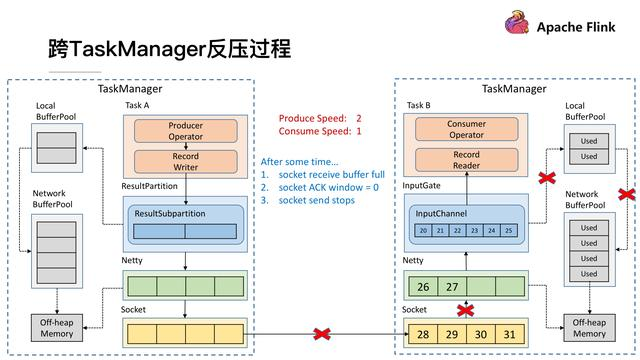 Apache Flink
跨TaskManager反压过程
TaskManager
Local
BufferPool
Task A
Producer
Operator
Record
Writer
ResultPartition
ResultSubpartition
Network
BufferPool
Netty
Socket
Off-heap
Memory
Produce Speed: 2
Consume Speed: 1
After some time...
1. socket receive buffer full
2. socket ACK window = 0
3. socket send stops
TaskManager
Task B
Consumer
Operator
Record
Reader
InputGate
InputChannel
20 21 22 23 24 25
Netty
26 27
Socket
28 29 30 31
Local
BufferPool
Used
Used
Network
BufferPool
Used
Used
Used
Used
Off-heap
Memory